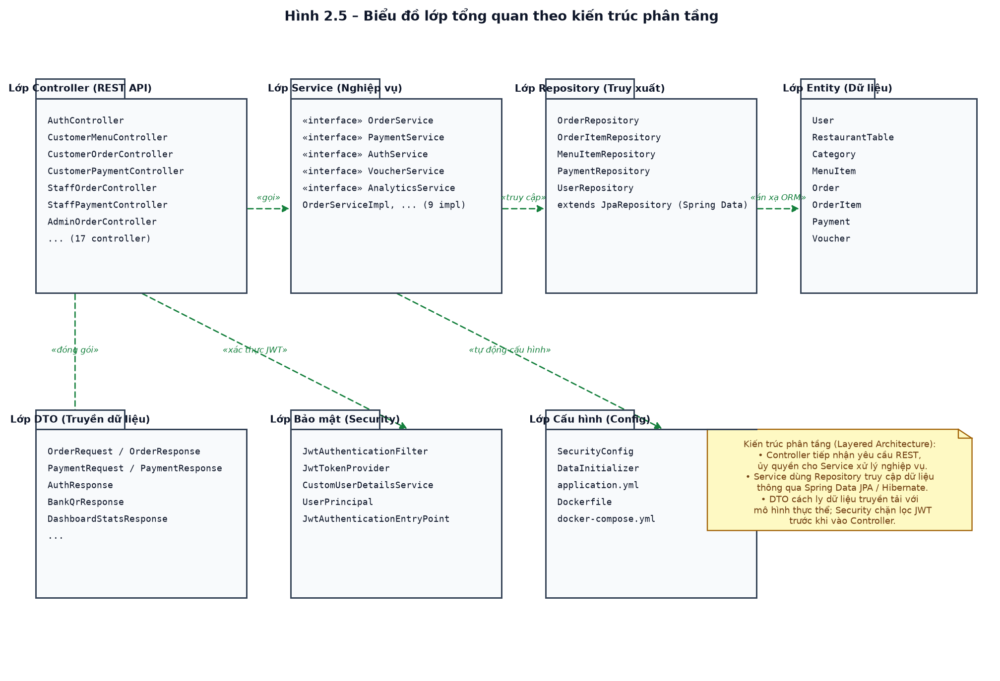 Hình 2.5 – Biểu đồ lớp tổng quan theo kiến trúc phân tầng
Lớp Controller (REST API)
AuthController
CustomerMenuController
CustomerOrderController
CustomerPaymentController
StaffOrderController
StaffPaymentController
AdminOrderController
... (17 controller)
«gọi»
Lớp Service (Nghiệp vụ)
«interface» OrderService
«interface» PaymentService
«interface» AuthService
«interface» VoucherService
«interface» AnalyticsService
OrderServiceImpl, ... (9 impl)
«truy cập»
Lớp Repository (Truy xuất)
OrderRepository
OrderItemRepository
MenuItemRepository
PaymentRepository
UserRepository
extends JpaRepository (Spring Data)
«án xạ ORM»
Lớp Entity (Dữ liệu)
User
RestaurantTable
Category
MenuItem
Order
OrderItem
Payment
Voucher
«đóng gói»
«xác thực JWT»
«tự động cấu hình»
Lớp DTO (Truyền dữ liệu)
OrderRequest / OrderResponse
PaymentRequest / PaymentResponse
AuthResponse
BankQrResponse
DashboardStatsResponse
...
Lớp Bảo mật (Security)
JwtAuthenticationFilter
JwtTokenProvider
CustomUserDetailsService
UserPrincipal
JwtAuthenticationEntryPoint
Lớp Cấu hình (Config)
SecurityConfig
DataInitializer
application.yml
Dockerfile
docker-compose.yml
Kiến trúc phân tầng (Layered Architecture):
• Controller tiếp nhận yêu cầu REST,
ủy quyền cho Service xử lý nghiệp vụ.
• Service dùng Repository truy cập dữ liệu
thông qua Spring Data JPA / Hibernate.
• DTO cách ly dữ liệu truyền tải với
mô hình thực thể; Security chặn lọc JWT
trước khi vào Controller.